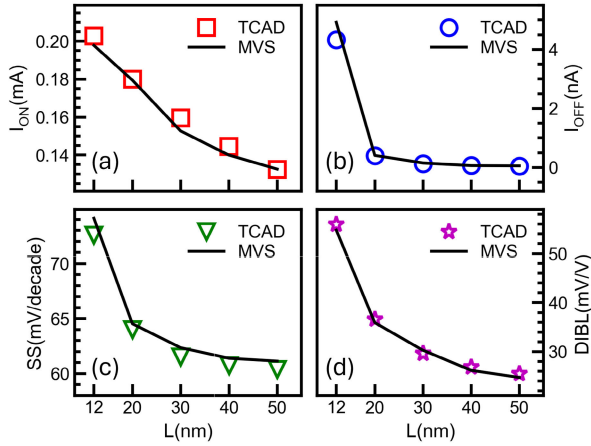 I_ON(mA)
0.20
0.18
0.16
0.14
TCAD
MVS
(a)
TCAD
MVS
(b)
4
2
0
I_OFF(nA)
SS(mV/decade)
70
65
60
TCAD
MVS
(c)
12 20 30 40 50
L(nm)
TCAD
MVS
(d)
50
40
30
DIBL(mV/V)
12 20 30 40 50
L(nm)